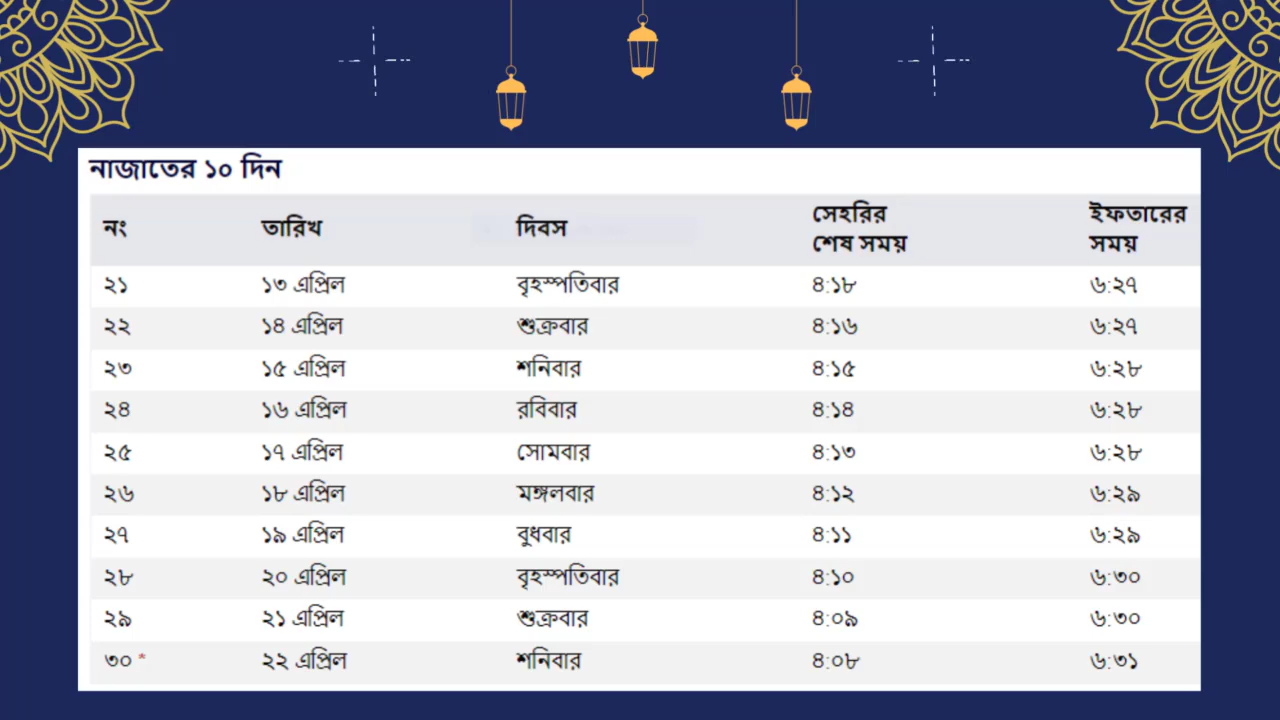 নাজাতের ১০ দিন
নং তারিখ দিবস সেহরির শেষ সময় ইফতারের সময়
২১ ১৩ এপ্রিল বৃহস্পতিবার ৪:১৮ ৬:২৭
২২ ১৪ এপ্রিল শুক্রবার ৪:১৬ ৬:২৭
২৩ ১৫ এপ্রিল শনিবার ৪:১৫ ৬:২৮
২৪ ১৬ এপ্রিল রবিবার ৪:১৪ ৬:২৮
২৫ ১৭ এপ্রিল সোমবার ৪:১৩ ৬:২৮
২৬ ১৮ এপ্রিল মঙ্গলবার ৪:১২ ৬:২৯
২৭ ১৯ এপ্রিল বুধবার ৪:১১ ৬:২৯
২৮ ২০ এপ্রিল বৃহস্পতিবার ৪:১০ ৬:৩০
২৯ ২১ এপ্রিল শুক্রবার ৪:০৯ ৬:৩০
৩০ * ২২ এপ্রিল শনিবার ৪:০৮ ৬:৩১